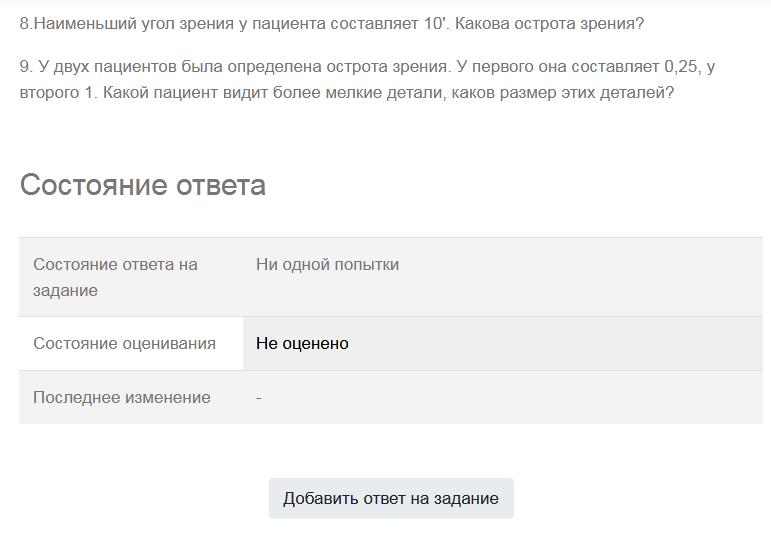 8.Наименьший угол зрения у пациента составляет 10'. Какова острота зрения?
9. У двух пациентов была определена острота зрения. У первого она составляет 0,25, у
второго 1. Какой пациент видит более мелкие детали, каков размер этих деталей?
Состояние ответа
Состояние ответа на Ни одной попытки
задание
Состояние оценивания Не оценено
Последнее изменение -
Добавить ответ на задание